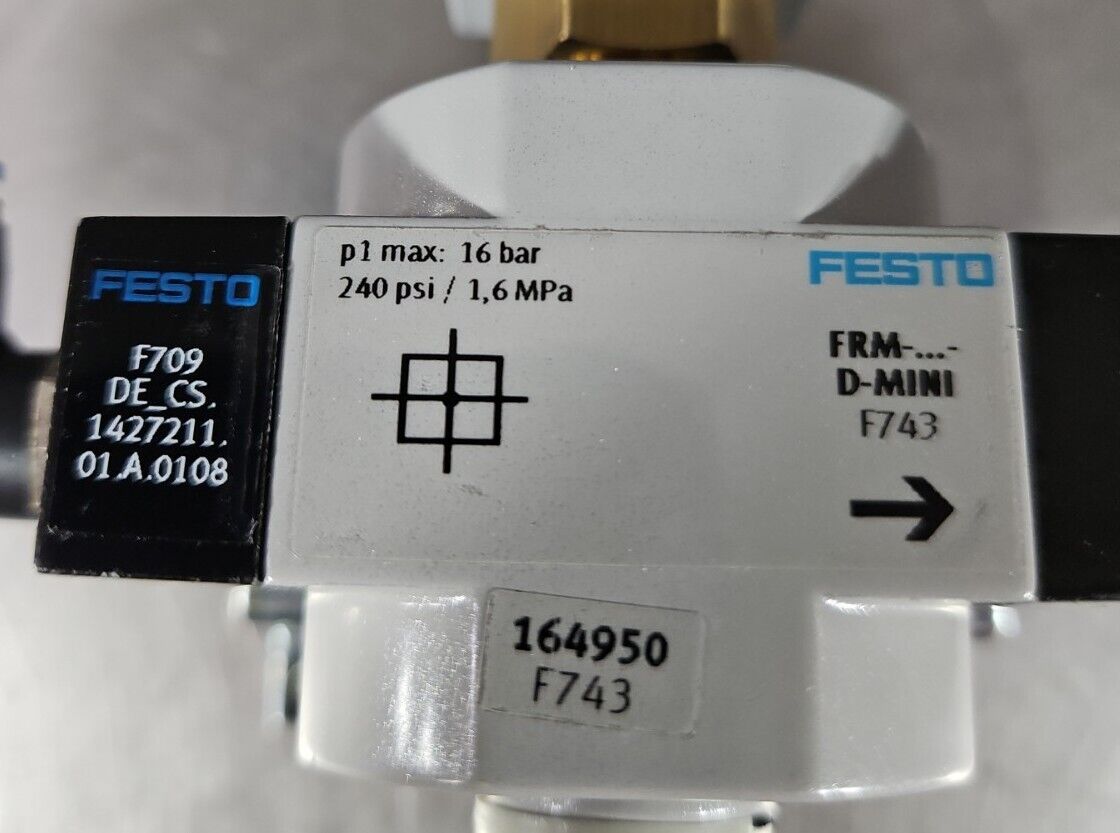 FESTO
F709
DE_CS.
1427211.
01.A.0108
p1 max: 16 bar
240 psi / 1,6 MPa
FESTO
FRM-...-
D-MINI
F743
164950
F743